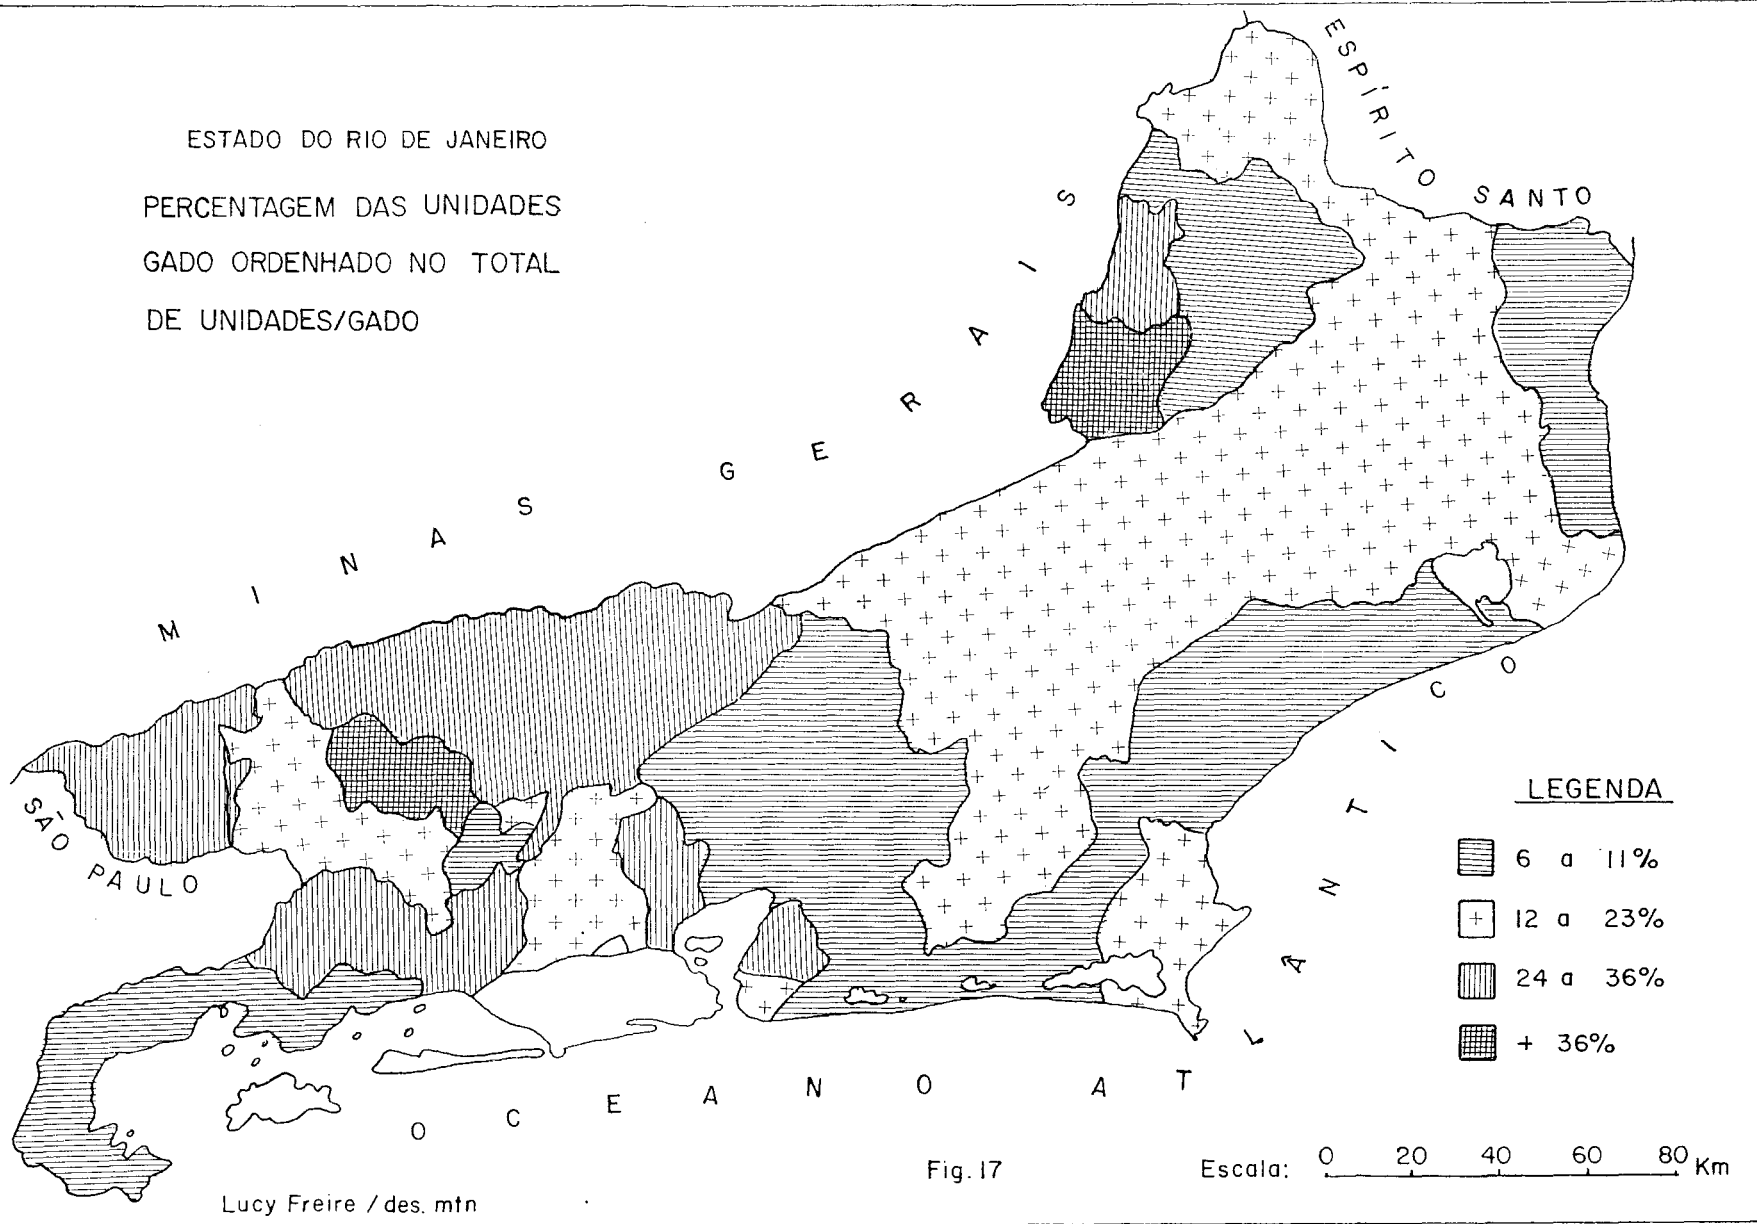 ESTADO DO RIO DE JANEIRO
PERCENTAGEM DAS UNIDADES
GADO ORDENHADO NO TOTAL
DE UNIDADES/GADO
ESPÍRITO SANTO
MINAS GERAIS
SÃO PAULO
OCEANO ATLÂNTICO
LEGENDA
6 a 11%
12 a 23%
24 a 36%
+ 36%
Fig. 17
Escala: 0 20 40 60 80 Km
Lucy Freire / des. mtn